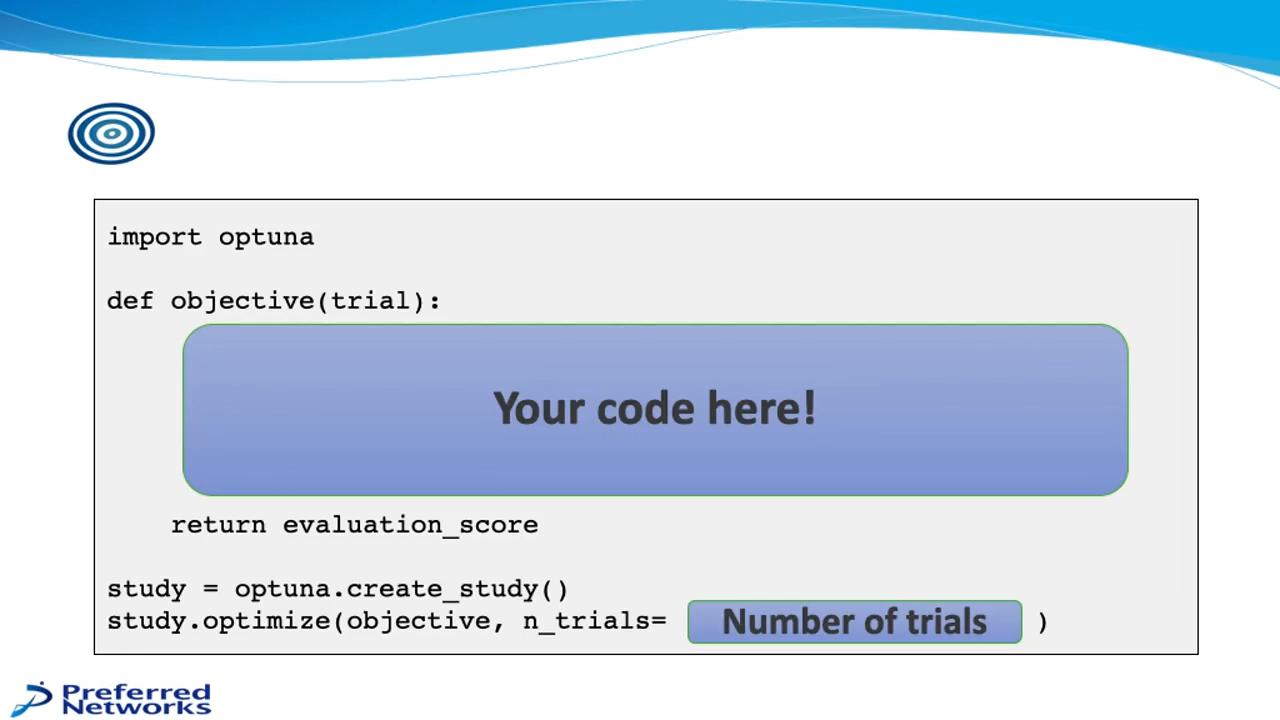 import optuna
def objective(trial):
Your code here!
return evaluation_score
study = optuna.create_study()
study.optimize(objective, n_trials= Number of trials )
Preferred
Networks